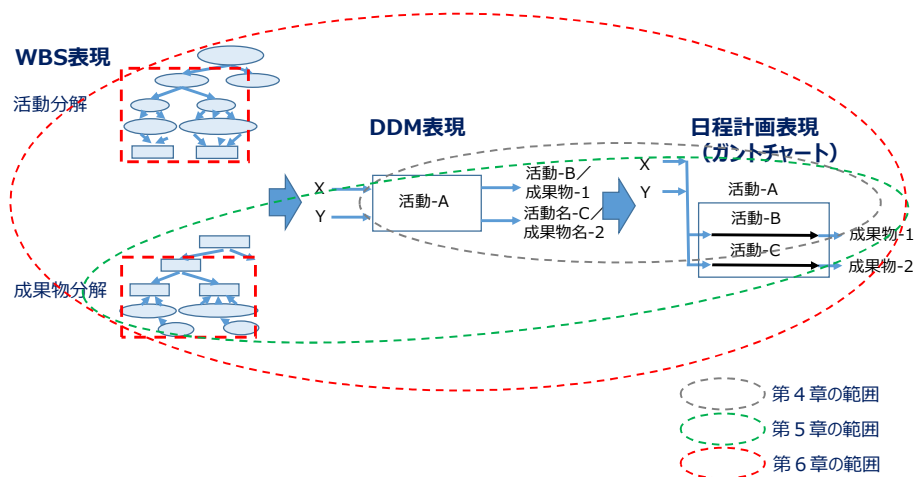 WBS表現
活動分解
成果物分解
DDM表現
X
Y
活動-A
活動-B／
成果物-1
活動名-C／
成果物名-2
日程計画表現
（ガントチャート）
X
Y
活動-A
活動-B
活動-C
成果物-1
成果物-2
第４章の範囲
第５章の範囲
第６章の範囲